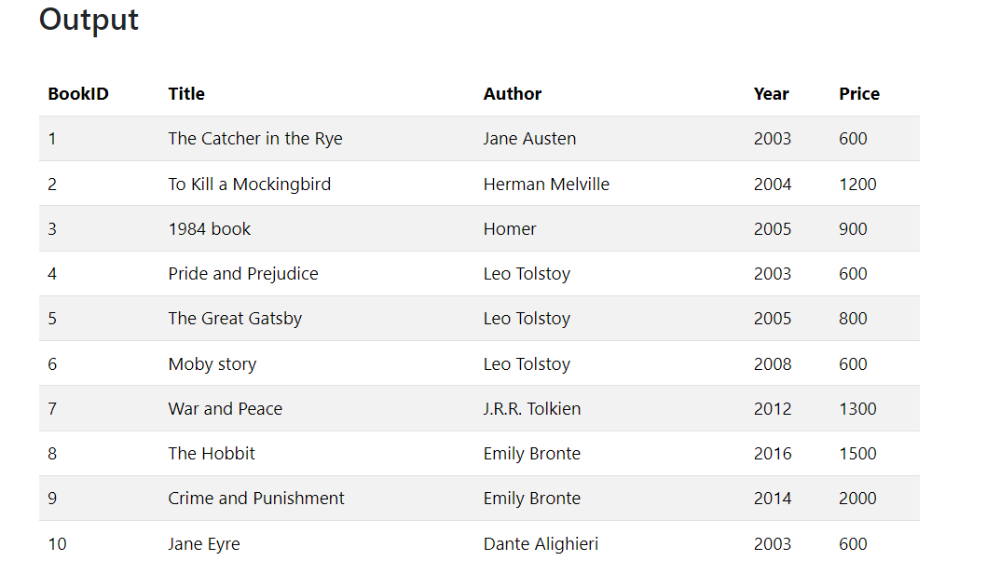 Output
BookID Title Author Year Price
1 The Catcher in the Rye Jane Austen 2003 600
2 To Kill a Mockingbird Herman Melville 2004 1200
3 1984 book Homer 2005 900
4 Pride and Prejudice Leo Tolstoy 2003 600
5 The Great Gatsby Leo Tolstoy 2005 800
6 Moby story Leo Tolstoy 2008 600
7 War and Peace J.R.R. Tolkien 2012 1300
8 The Hobbit Emily Bronte 2016 1500
9 Crime and Punishment Emily Bronte 2014 2000
10 Jane Eyre Dante Alighieri 2003 600